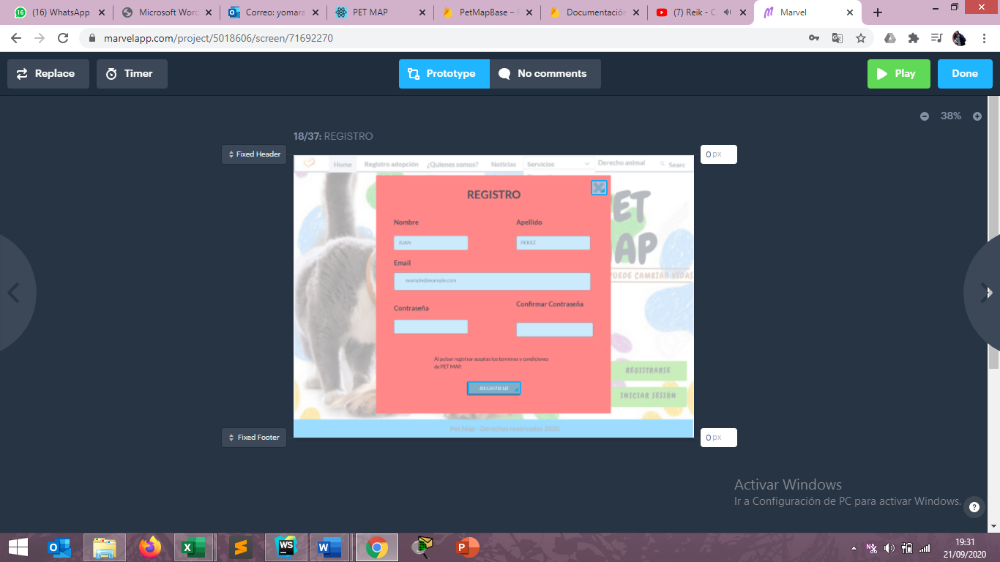 (16) WhatsApp
Microsoft Word
Correo: yomara
PET MAP
PetMapBase –
Documentación
(7) Reik - C
Marvel
marvelapp.com/project/5018606/screen/71692270
Replace
Timer
Prototype
No comments
Play
Done
38%
18/37: REGISTRO
Fixed Header
0 px
Home
Registro adopción
¿Quienes somos?
Noticias
Servicios
Derecho animal
Searc
REGISTRO
Nombre
Apellido
JUAN
PEREZ
Email
example@example.com
Contraseña
Confirmar Contraseña
Al pulsar registrar aceptas los terminos y condiciones
de PET MAP.
REGISTRAR
ET
MAP
PUEDE CAMBIAR VIDAS
REGISTRARSE
INICIAR SESIÓN
Pet Map - Derechos reservados 2020
Fixed Footer
0 px
Activar Windows
Ir a Configuración de PC para activar Windows.
19:31
21/09/2020